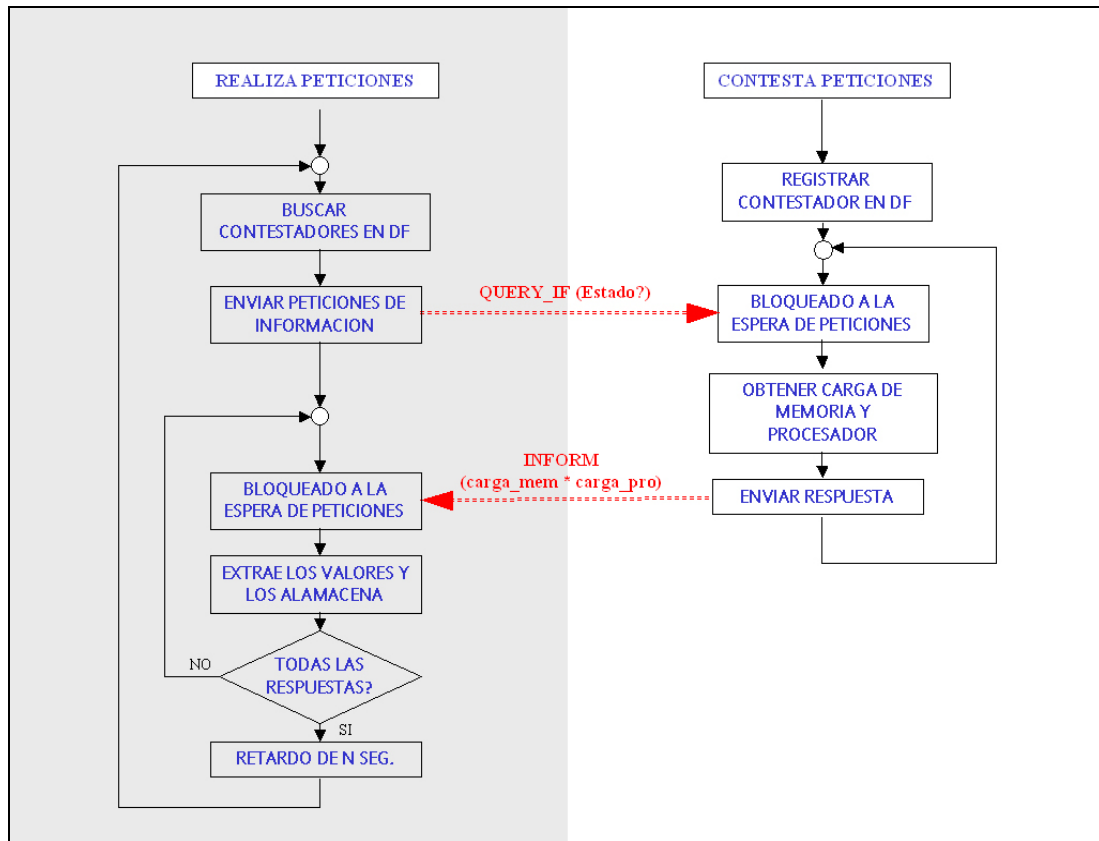 REALIZA PETICIONES
BUSCAR
CONTESTADORES EN DF
ENVIAR PETICIONES DE
INFORMACION
BLOQUEADO A LA
ESPERA DE PETICIONES
EXTRAE LOS VALORES Y
LOS ALAMACENA
TODAS LAS
RESPUESTAS?
NO
SI
RETARDO DE N SEG.
QUERY_IF (Estado?)
INFORM
(carga_mem * carga_pro)
CONTESTA PETICIONES
REGISTRAR
CONTESTADOR EN DF
BLOQUEADO A LA
ESPERA DE PETICIONES
OBTENER CARGA DE
MEMORIA Y
PROCESADOR
ENVIAR RESPUESTA